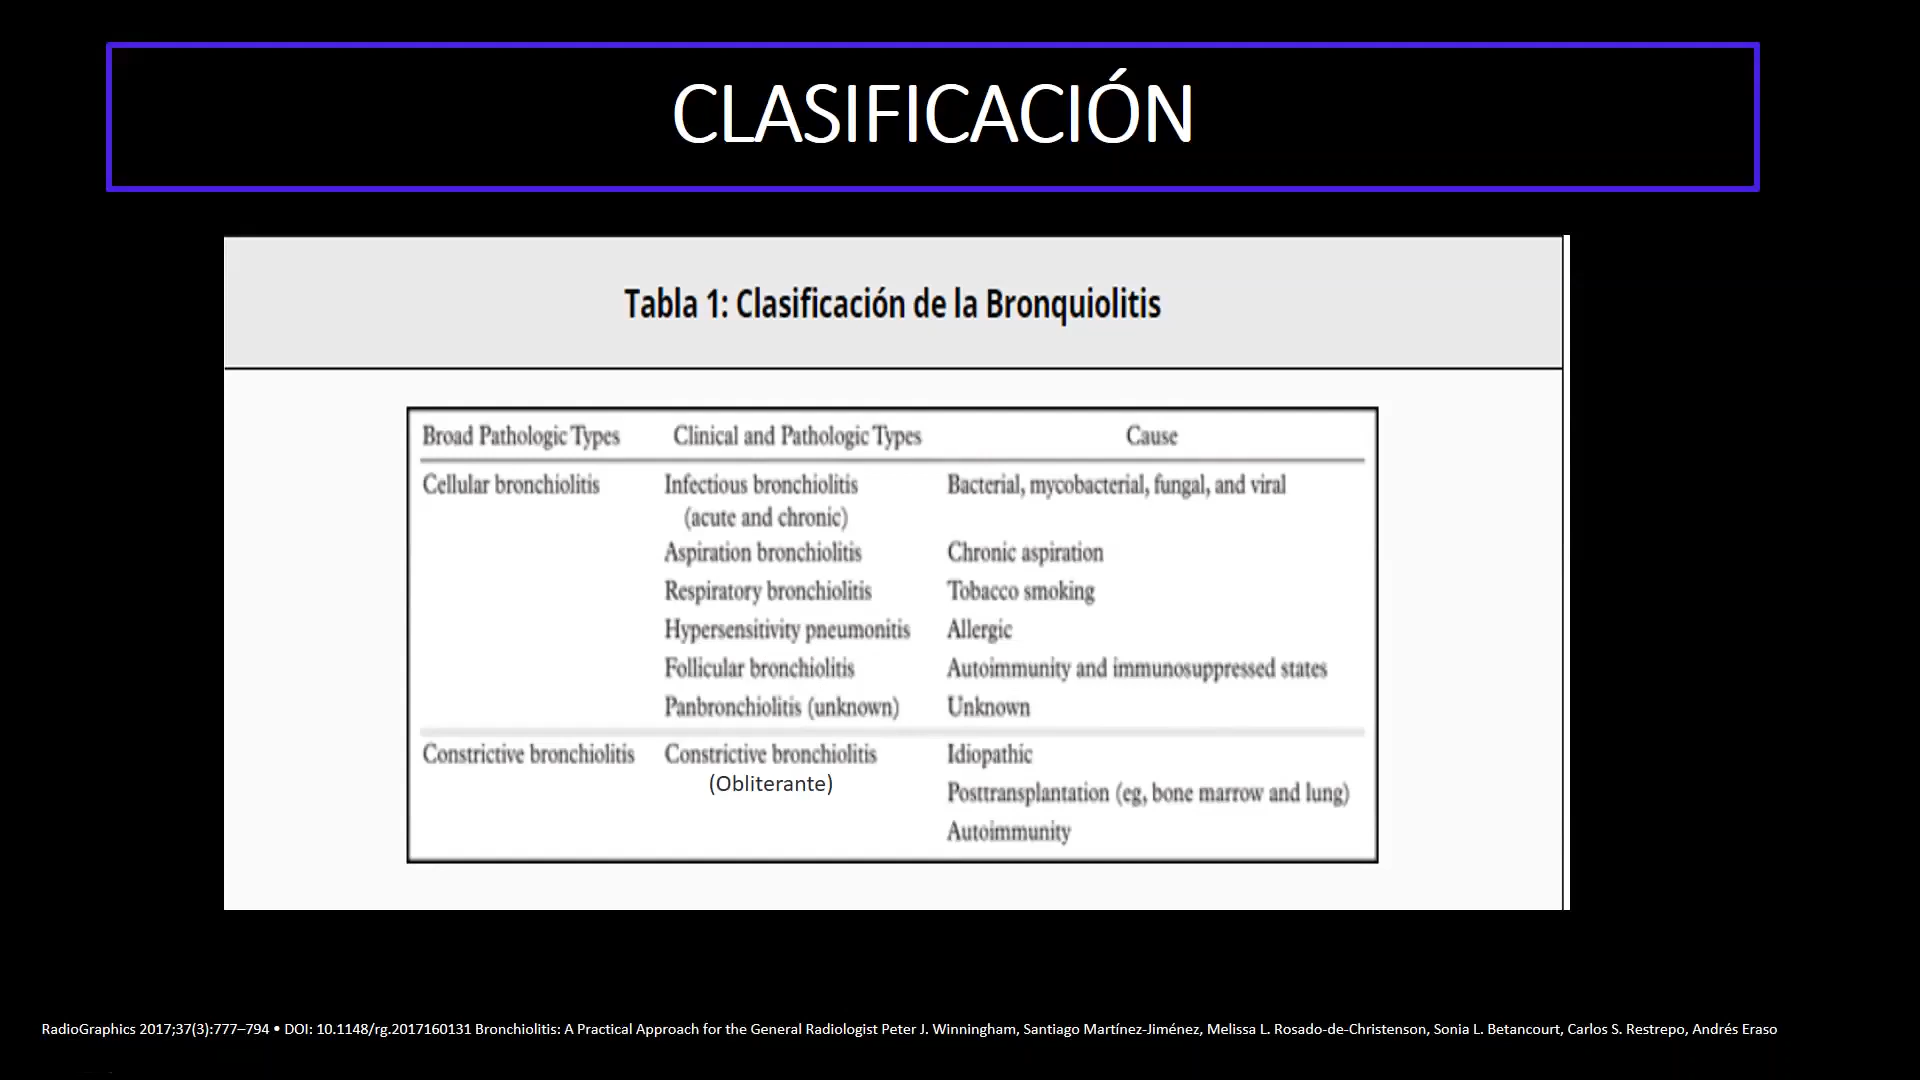 CLASIFICACIÓN
Tabla 1: Clasificación de la Bronquiolitis
Broad Pathologic Types Clinical and Pathologic Types Cause
Cellular bronchiolitis Infectious bronchiolitis Bacterial, mycobacterial, fungal, and viral
(acute and chronic)
Aspiration bronchiolitis Chronic aspiration
Respiratory bronchiolitis Tobacco smoking
Hypersensitivity pneumonitis Allergic
Follicular bronchiolitis Autoimmunity and immunosuppressed states
Panbronchiolitis (unknown) Unknown
Constrictive bronchiolitis Constrictive bronchiolitis Idiopathic
(Obliterante)
Posttransplantation (eg, bone marrow and lung)
Autoimmunity
RadioGraphics 2017;37(3):777–794 • DOI: 10.1148/rg.2017160131 Bronchiolitis: A Practical Approach for the General Radiologist Peter J. Winningham, Santiago Martínez-Jiménez, Melissa L. Rosado-de-Christenson, Sonia L. Betancourt, Carlos S. Restrepo, Andrés Eraso